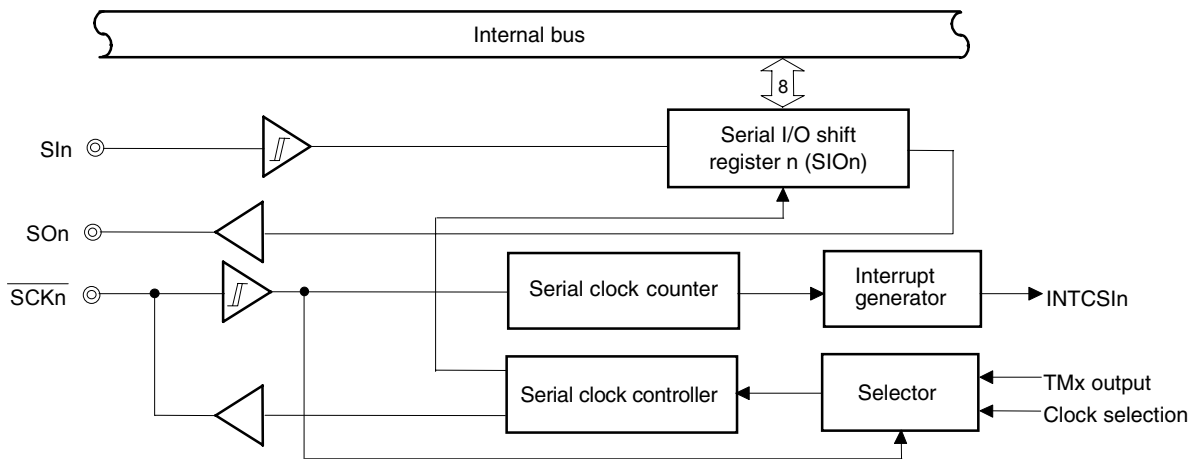 Internal bus
8
SIn
Serial I/O shift
register n (SIOn)
SOn
SCKn
Serial clock counter
Interrupt
generator
INTCSIn
Serial clock controller
Selector
TMx output
Clock selection